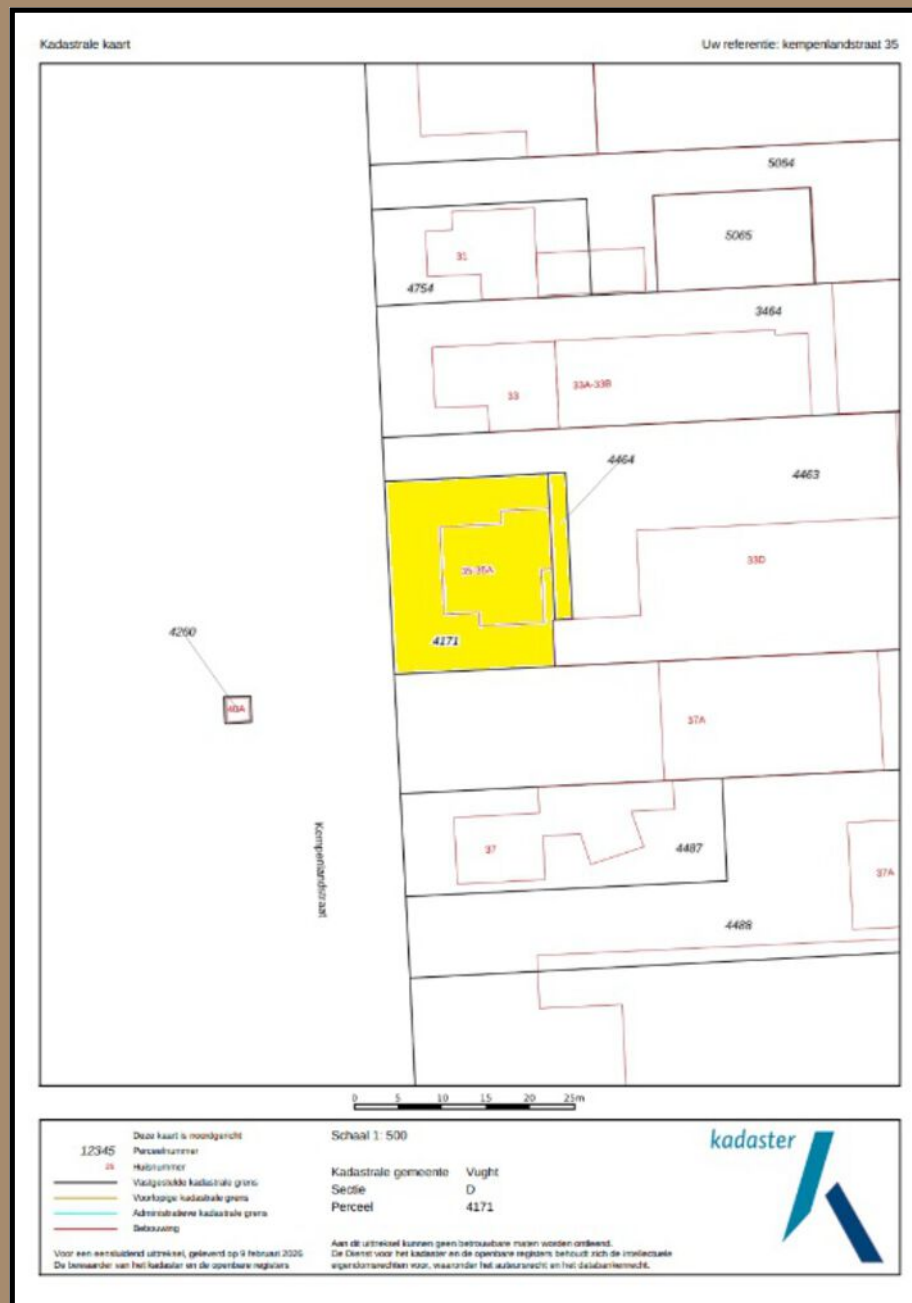 Kadastrale kaart
Uw referentie: kempenlandstraat 35
5064
5065
31
4754
3464
33
33A-33B
4464
4463
35-35A
33D
4171
4260
40A
37A
Kempenlandstraat
37
4487
37A
4488
0 5 10 15 20 25m
Deze kaart is noordgericht
12345 Perceelnummer
25 Huisnummer
Vastgestelde kadastrale grens
Voorlopige kadastrale grens
Administratieve kadastrale grens
Bebouwing
Voor een eensluidend uittreksel, geleverd op 9 februari 2026
De bewaarder van het kadaster en de openbare registers
Schaal 1: 500
Kadastrale gemeente Vught
Sectie D
Perceel 4171
Aan dit uittreksel kunnen geen betrouwbare maten worden ontleend.
De Dienst voor het kadaster en de openbare registers behoudt zich de intellectuele
eigendomsrechten voor, waaronder het auteursrecht en het databankenrecht.
kadaster